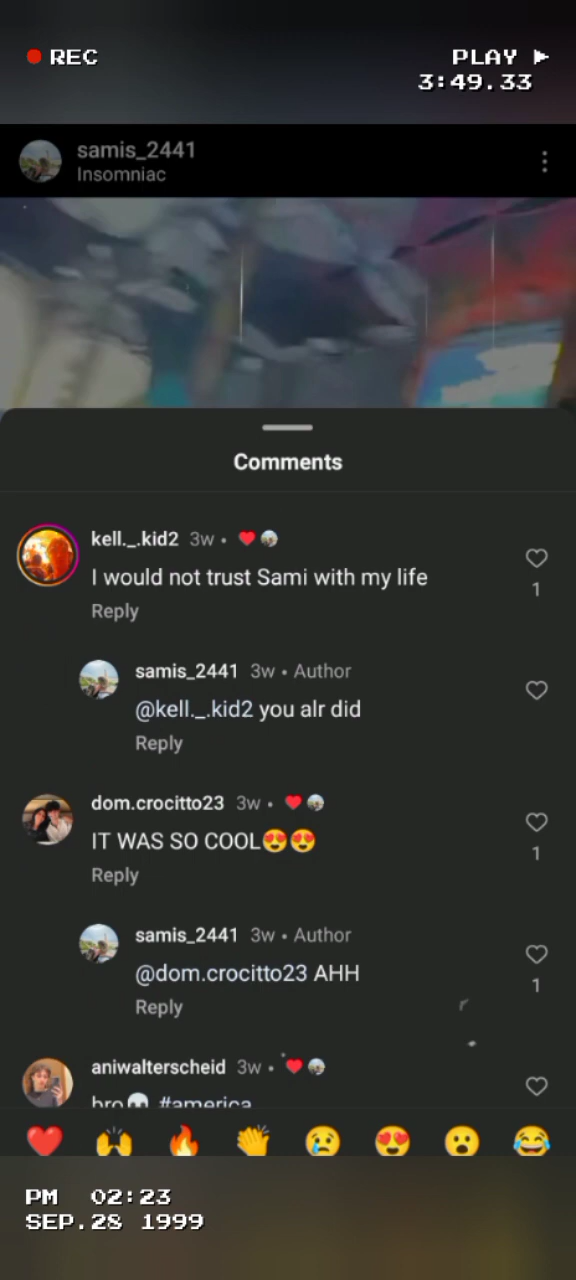 REC
PLAY
3:49.33
samis_2441
Insomniac
Comments
kell._.kid2 3w •
I would not trust Sami with my life
1
Reply
samis_2441 3w • Author
@kell._.kid2 you alr did
Reply
dom.crocitto23 3w •
IT WAS SO COOL😍😍
1
Reply
samis_2441 3w • Author
@dom.crocitto23 AHH
1
Reply
aniwalterscheid 3w •
bro💀 #america
PM 02:23
SEP.28 1999